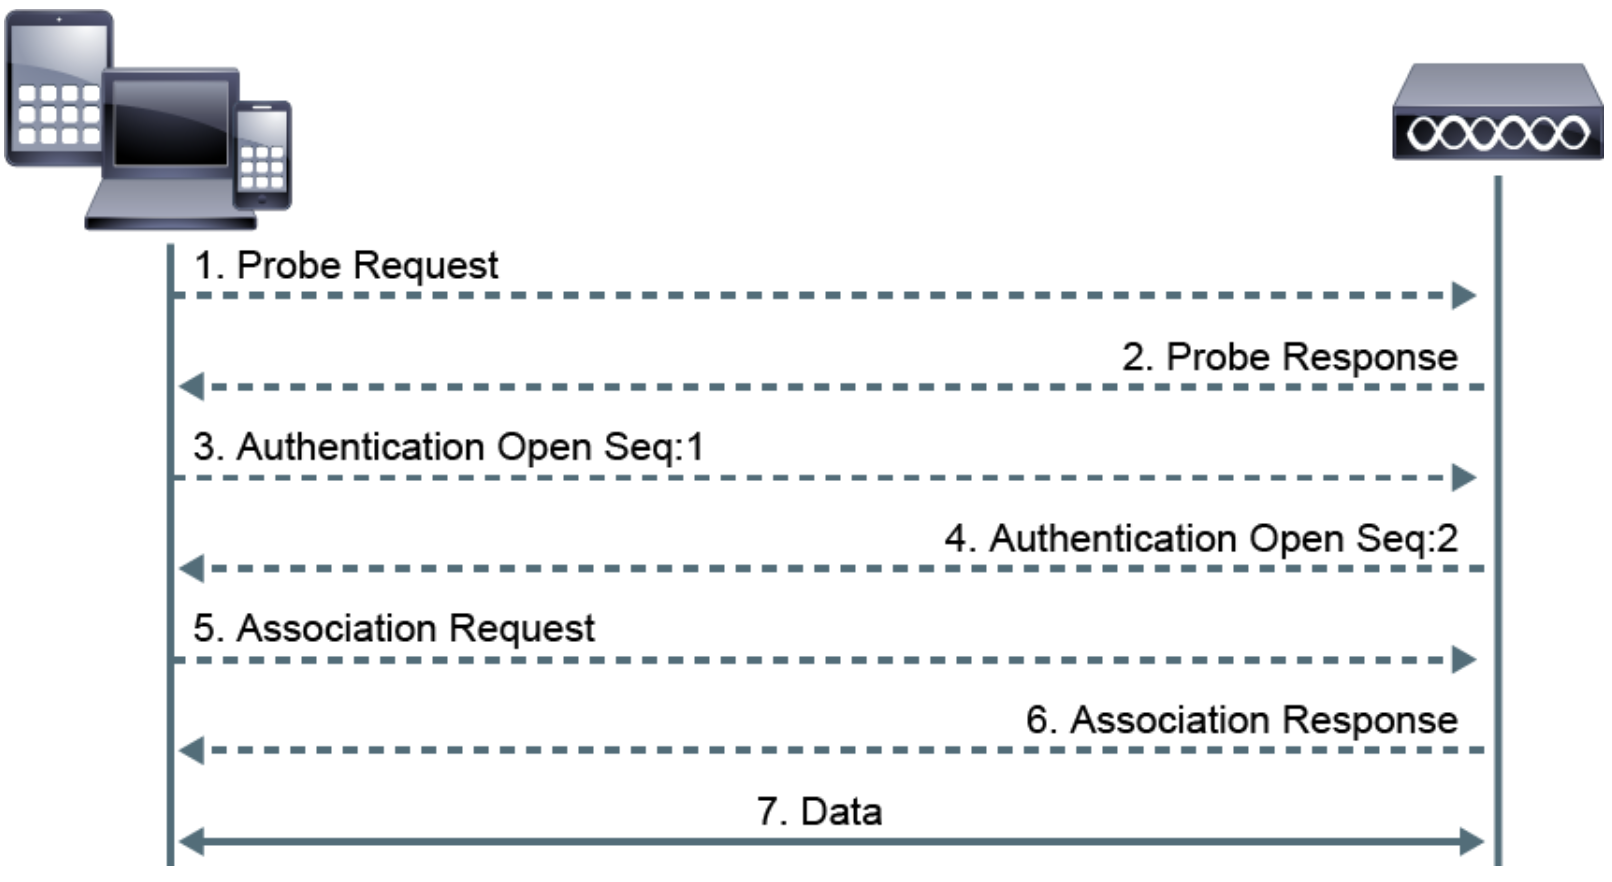 1. Probe Request
2. Probe Response
3. Authentication Open Seq:1
4. Authentication Open Seq:2
5. Association Request
6. Association Response
7. Data